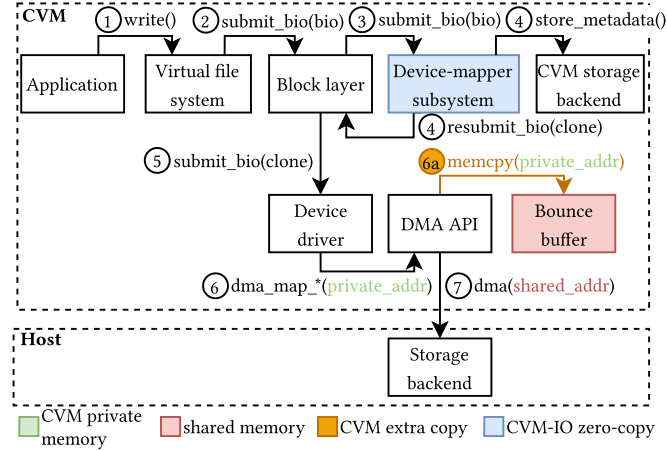 CVM
1 write()
2 submit_bio(bio)
3 submit_bio(bio)
4 store_metadata()
Application
Virtual file
system
Block layer
Device-mapper
subsystem
CVM storage
backend
4 resubmit_bio(clone)
5 submit_bio(clone)
6a memcpy(private_addr)
Device
driver
DMA API
Bounce
buffer
6 dma_map_*(private_addr)
7 dma(shared_addr)
Host
Storage
backend
CVM private
memory
shared memory
CVM extra copy
CVM-IO zero-copy